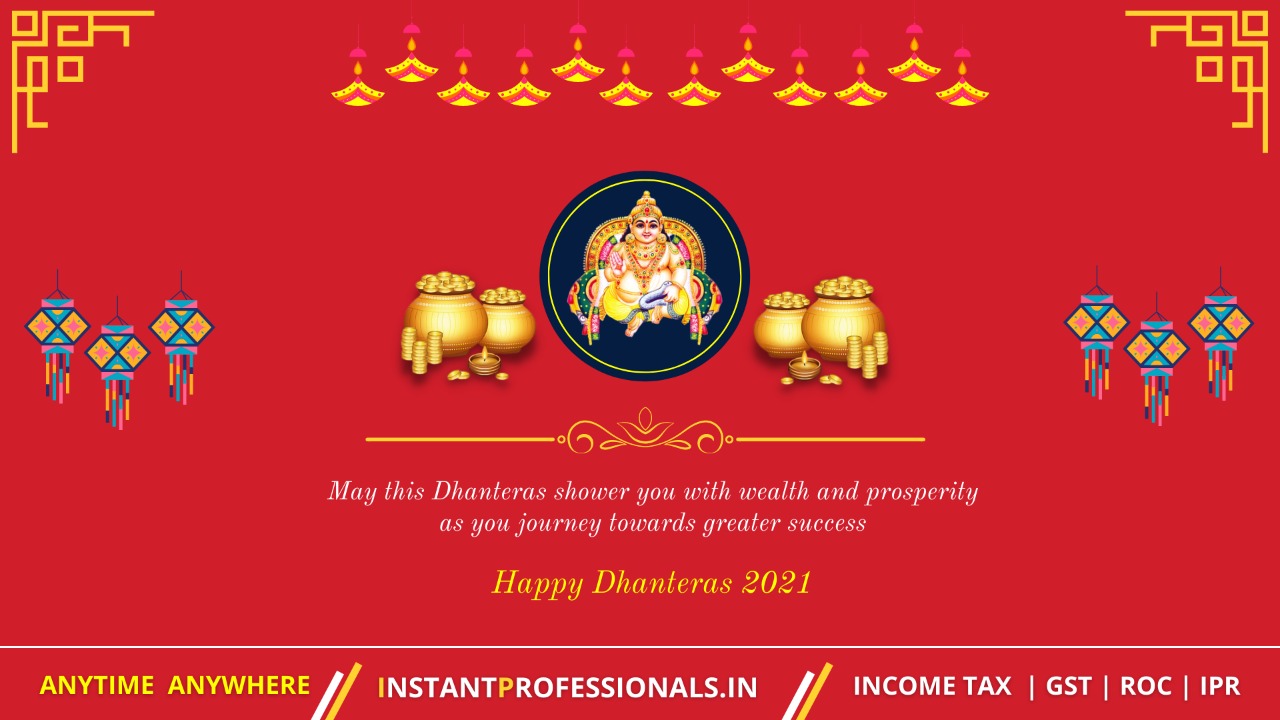 May this Dhanteras shower you with wealth and prosperity
as you journey towards greater success
Happy Dhanteras 2021
ANYTIME ANYWHERE
INSTANTPROFESSIONALS.IN
INCOME TAX | GST | ROC | IPR